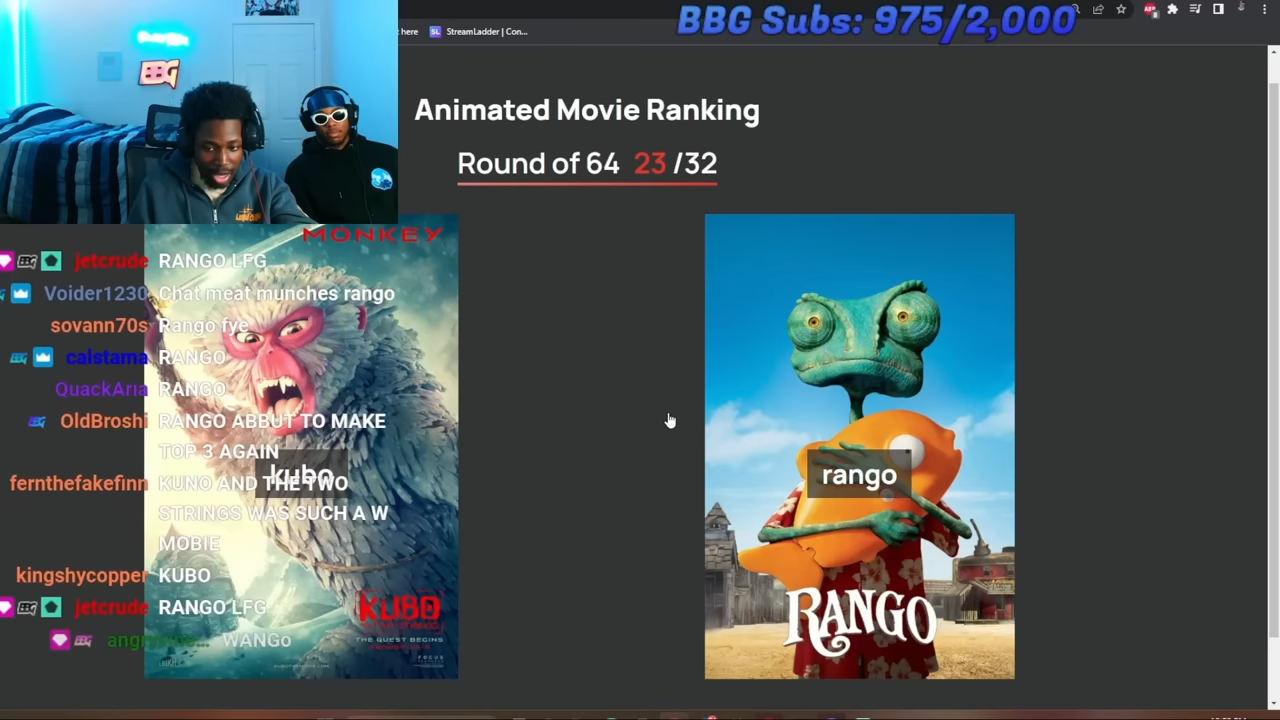 BBG Subs: 975/2,000
here
SL StreamLadder | Con...
BBG
Animated Movie Ranking
Round of 64 23 /32
MONKEY
jetcrude RANGO LFG
Voider1230 Chat meat munches rango
sovann70s Rango fye
calstama RANGO
QuackAria RANGO
OldBroshi RANGO ABBUT TO MAKE
TOP 3 AGAIN
kubo
rango
fernthefakefinn KUNO AND THE TWO
STRINGS WAS SUCH A W
MOBIE
kingshycopper KUBO
jetcrude RANGO LFG
WANGo
KUBO
THE QUEST BEGINS
FOCUS
RANGO